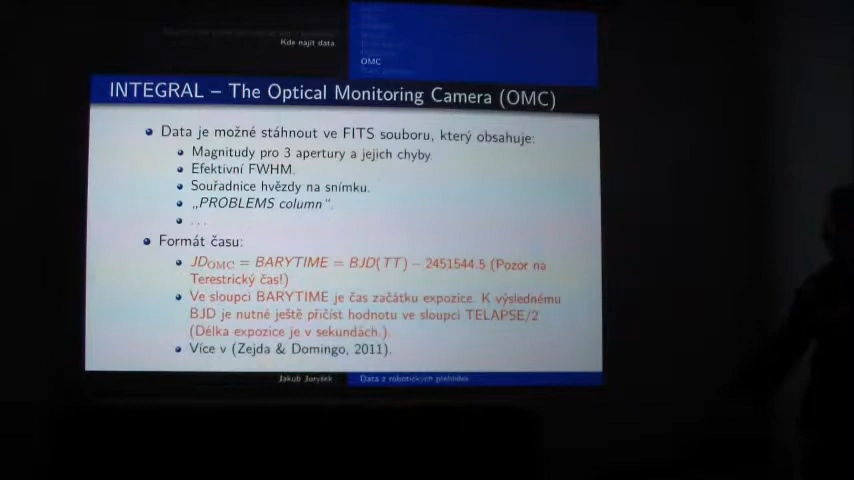 Kde najít data
OMC
INTEGRAL – The Optical Monitoring Camera (OMC)
Data je možné stáhnout ve FITS souboru, který obsahuje:
Magnitudy pro 3 apertury a jejich chyby.
Efektivní FWHM.
Souřadnice hvězdy na snímku.
„PROBLEMS column“.
...
Formát času:
JD_OMC = BARYTIME = BJD(TT) − 2451544.5 (Pozor na
Terestrický čas!)
Ve sloupci BARYTIME je čas začátku expozice. K výslednému
BJD je nutné ještě přičíst hodnotu ve sloupci TELAPSE/2
(Délka expozice je v sekundách.).
Více v (Zejda & Domingo, 2011).
Jakub Juryšek
Data z robotických přehlídek